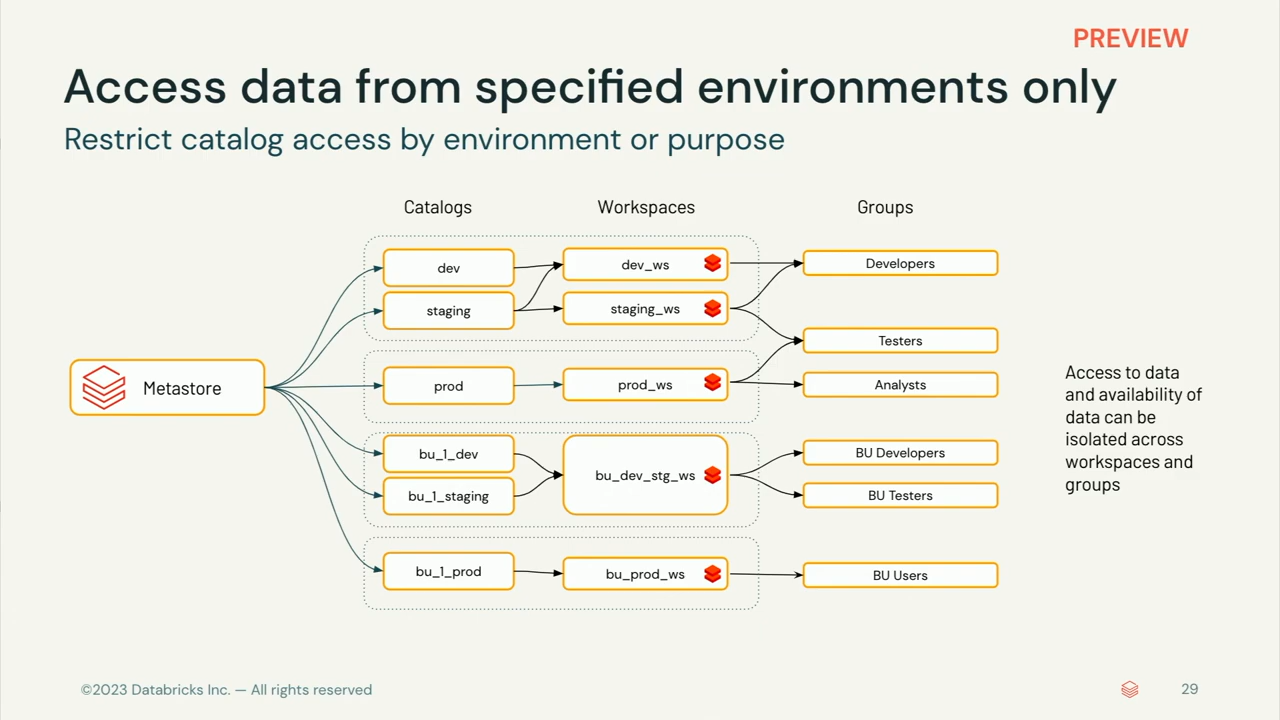 PREVIEW
Access data from specified environments only
Restrict catalog access by environment or purpose
Catalogs
Workspaces
Groups
dev
dev_ws
Developers
staging
staging_ws
Testers
Metastore
prod
prod_ws
Analysts
bu_1_dev
bu_1_staging
bu_dev_stg_ws
BU Developers
BU Testers
bu_1_prod
bu_prod_ws
BU Users
Access to data
and availability of
data can be
isolated across
workspaces and
groups
©2023 Databricks Inc. — All rights reserved
29